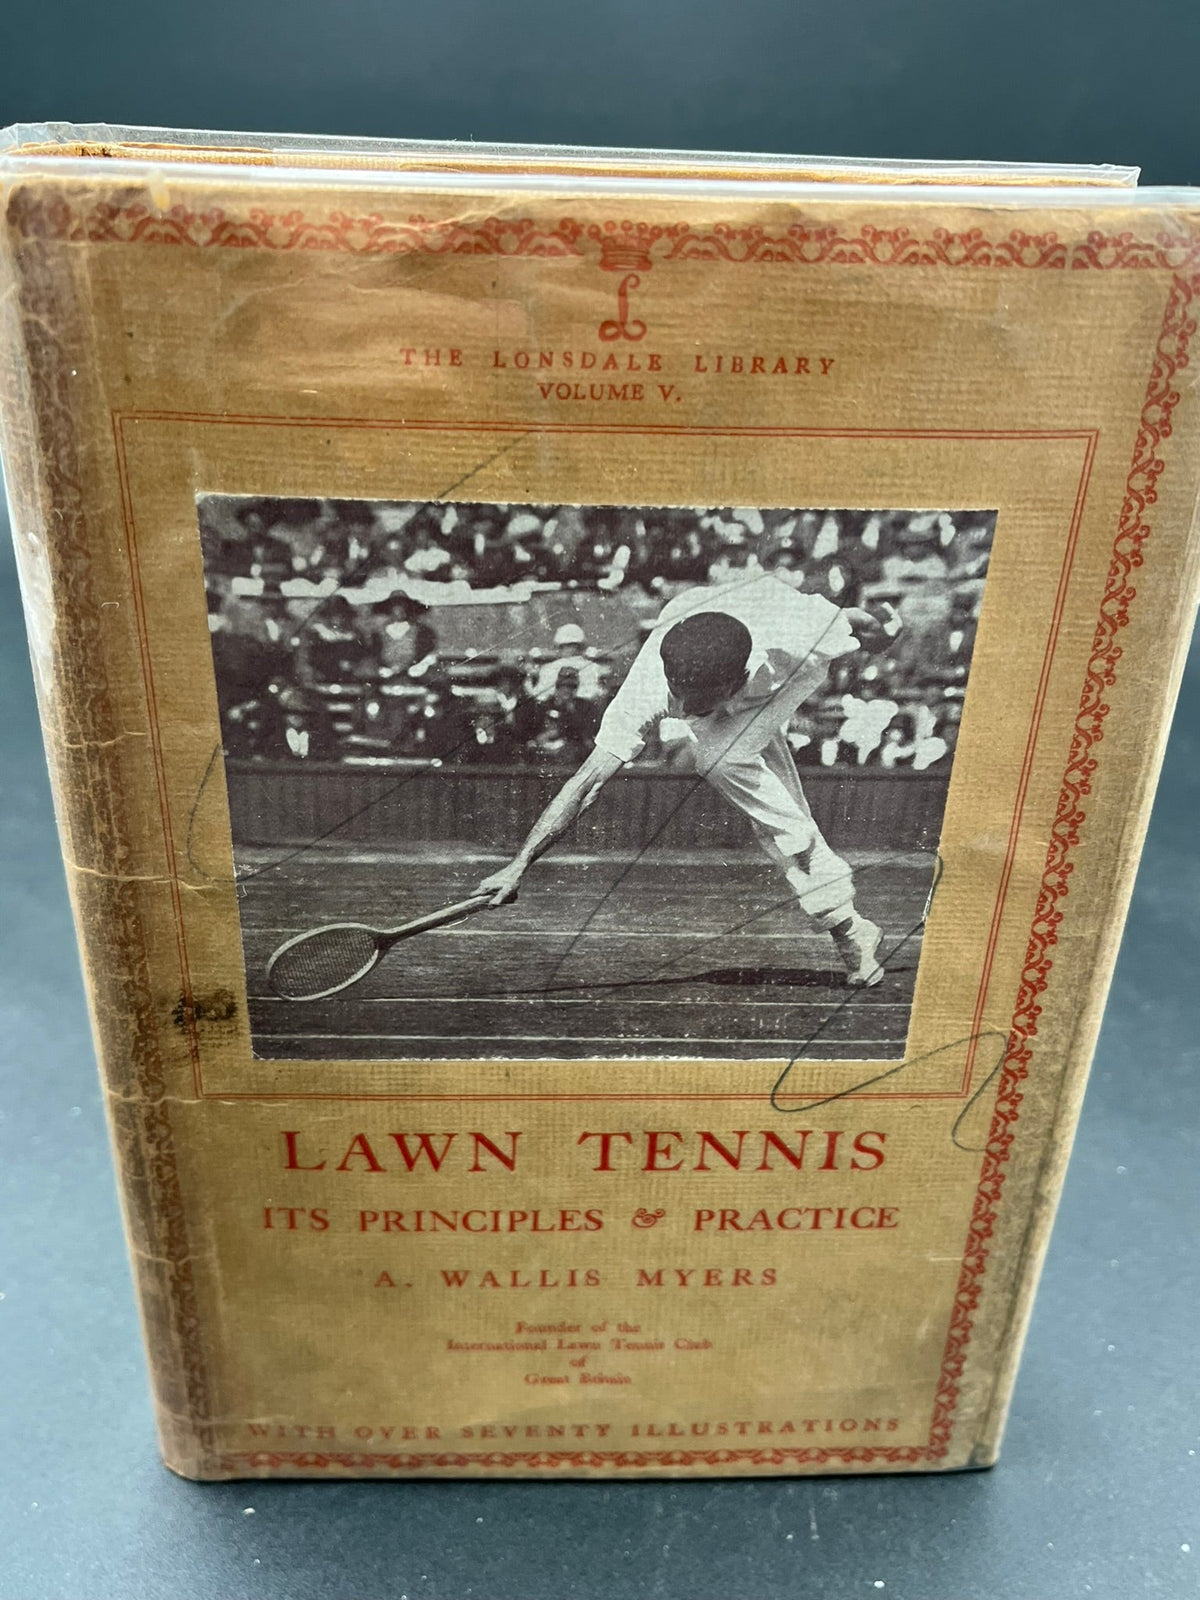 L
THE LONSDALE LIBRARY
VOLUME V.
LAWN TENNIS
ITS PRINCIPLES & PRACTICE
A. WALLIS MYERS
Founder of the
International Lawn Tennis Club
of
Great Britain
WITH OVER SEVENTY ILLUSTRATIONS